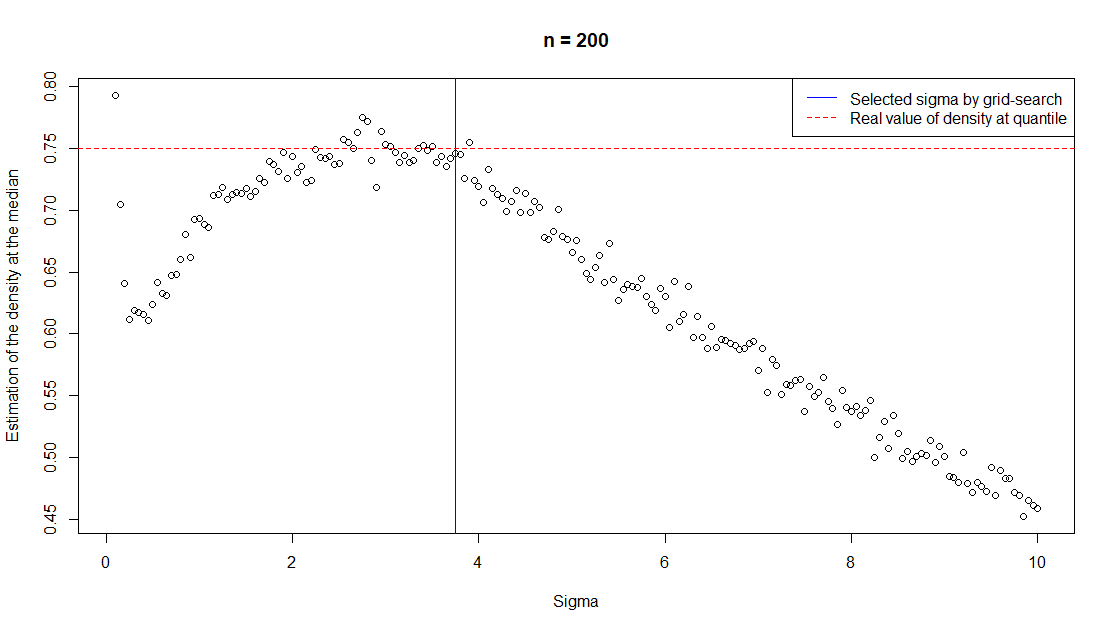 n = 200
Selected sigma by grid-search
Real value of density at quantile
Estimation of the density at the median
0.80
0.75
0.70
0.65
0.60
0.55
0.50
0.45
0 2 4 6 8 10
Sigma